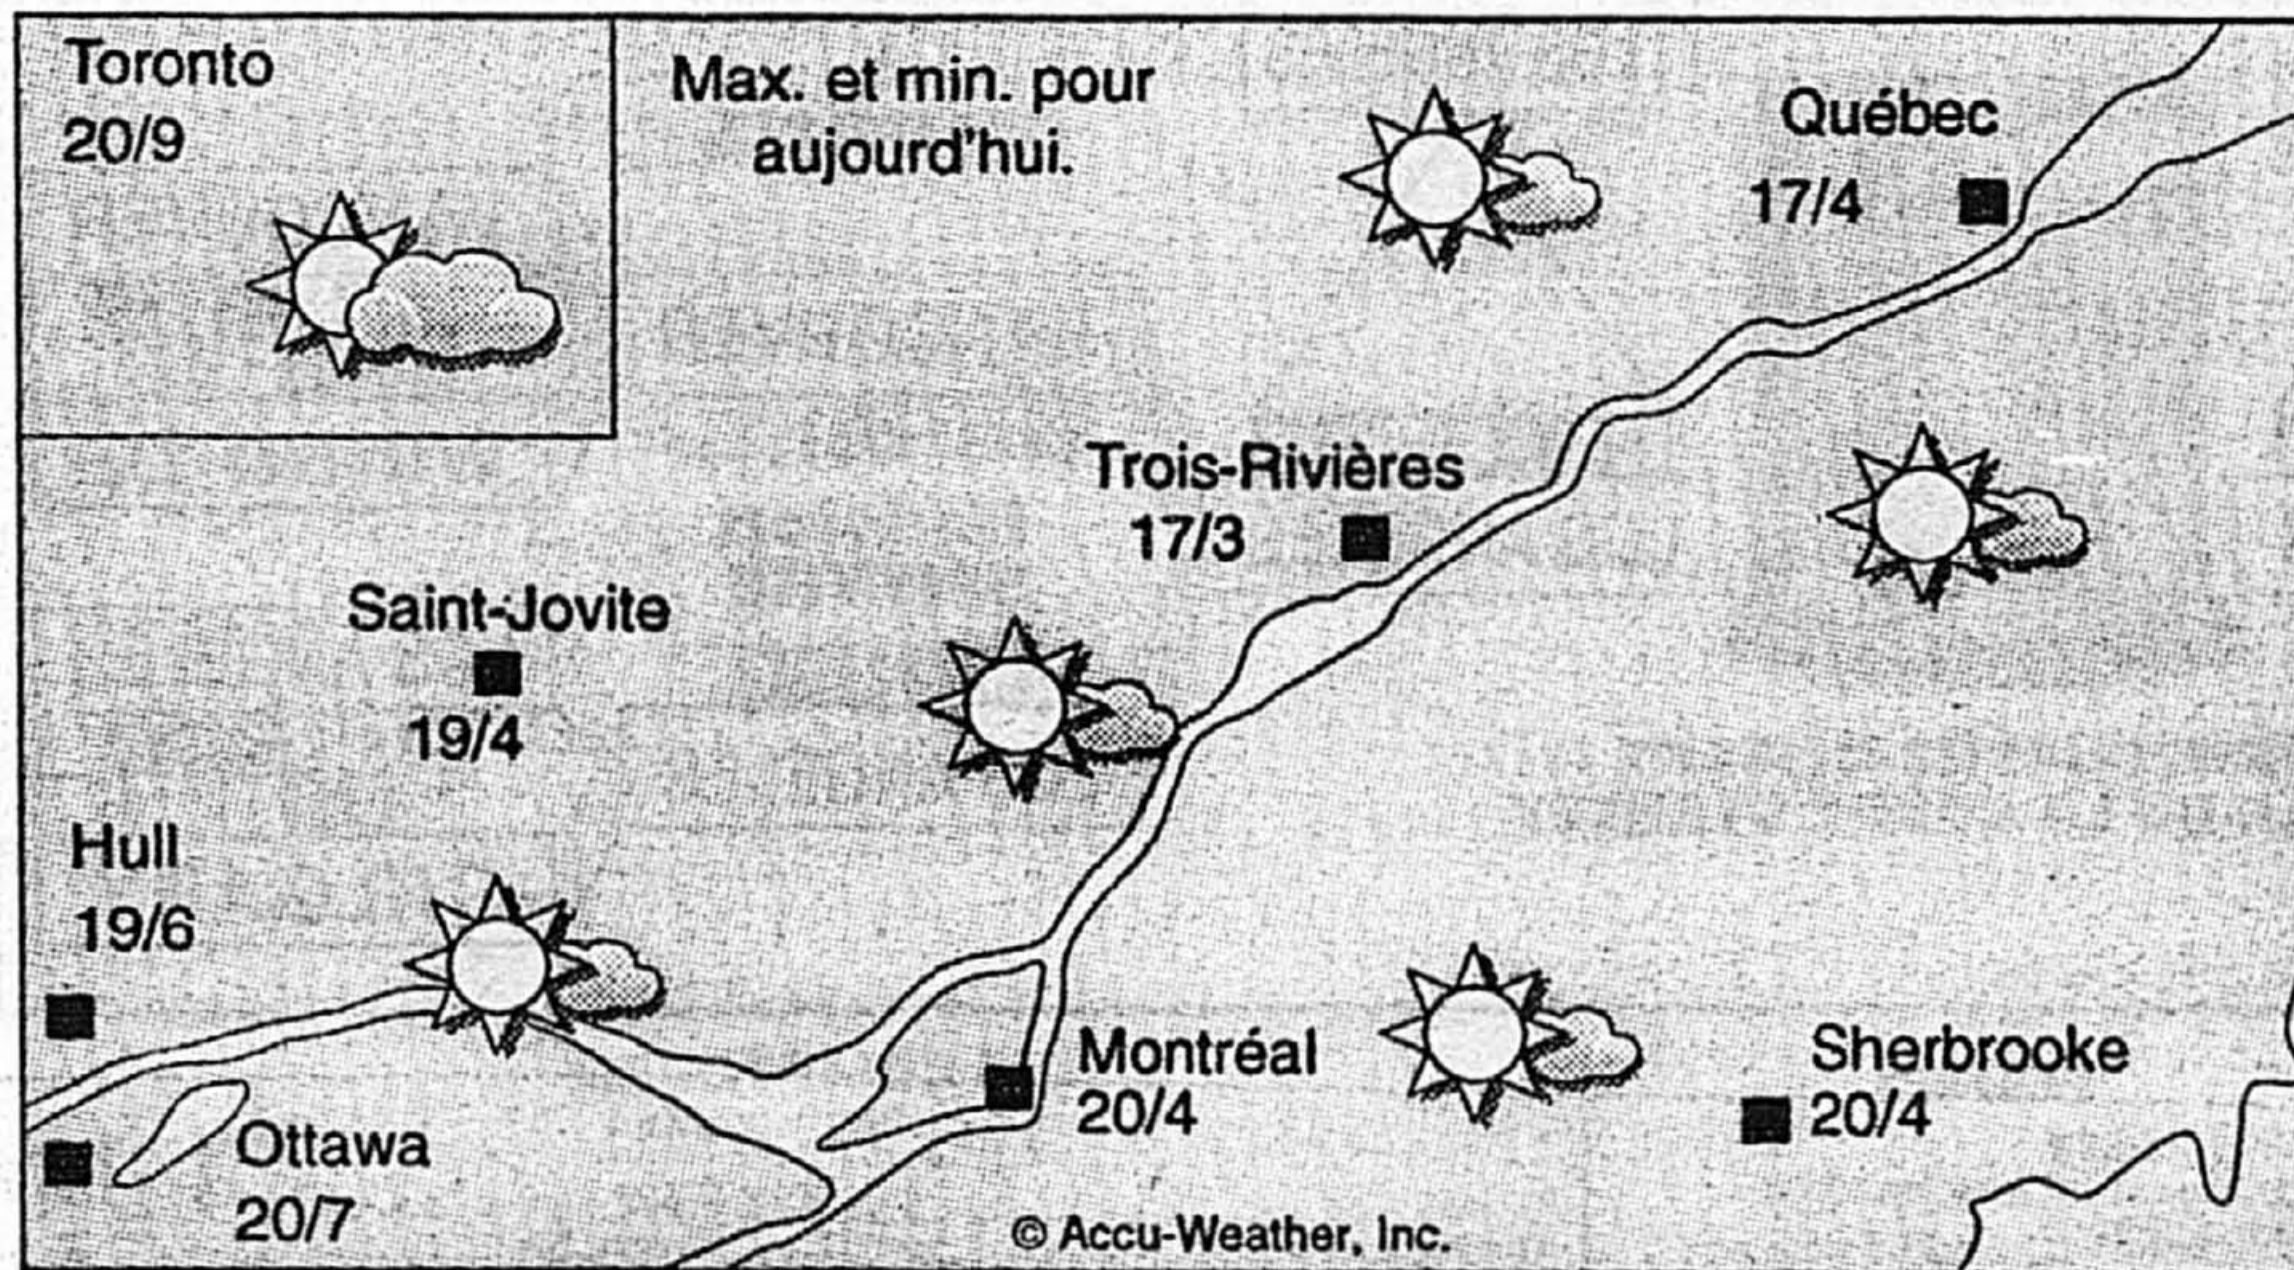 Toronto
20/9
Max. et min. pour
aujourd'hui.
Québec
17/4
Trois-Rivières
17/3
Saint-Jovite
19/4
Hull
19/6
Montréal
20/4
Sherbrooke
20/4
Ottawa
20/7
© Accu-Weather, Inc.